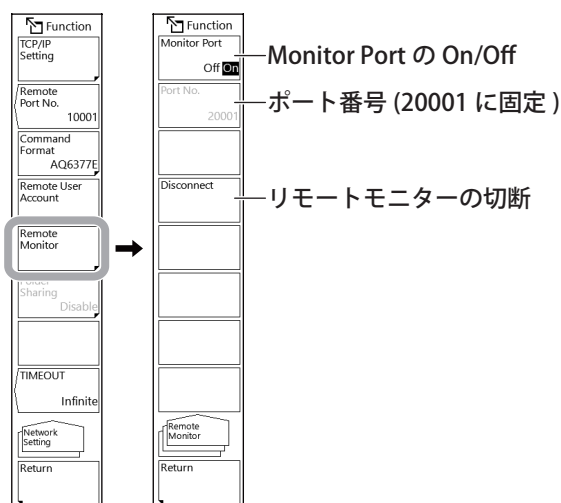 Function
TCP/IP
Setting
Remote
Port No.
10001
Command
Format
AQ6377E
Remote User
Account
Remote
Monitor
Folder
Sharing
Disable
TIMEOUT
Infinite
Network
Setting
Return
Function
Monitor Port
Off On
Port No.
20001
Disconnect
Remote
Monitor
Return
Monitor Port の On/Off
ポート番号 (20001 に固定 )
リモートモニターの切断